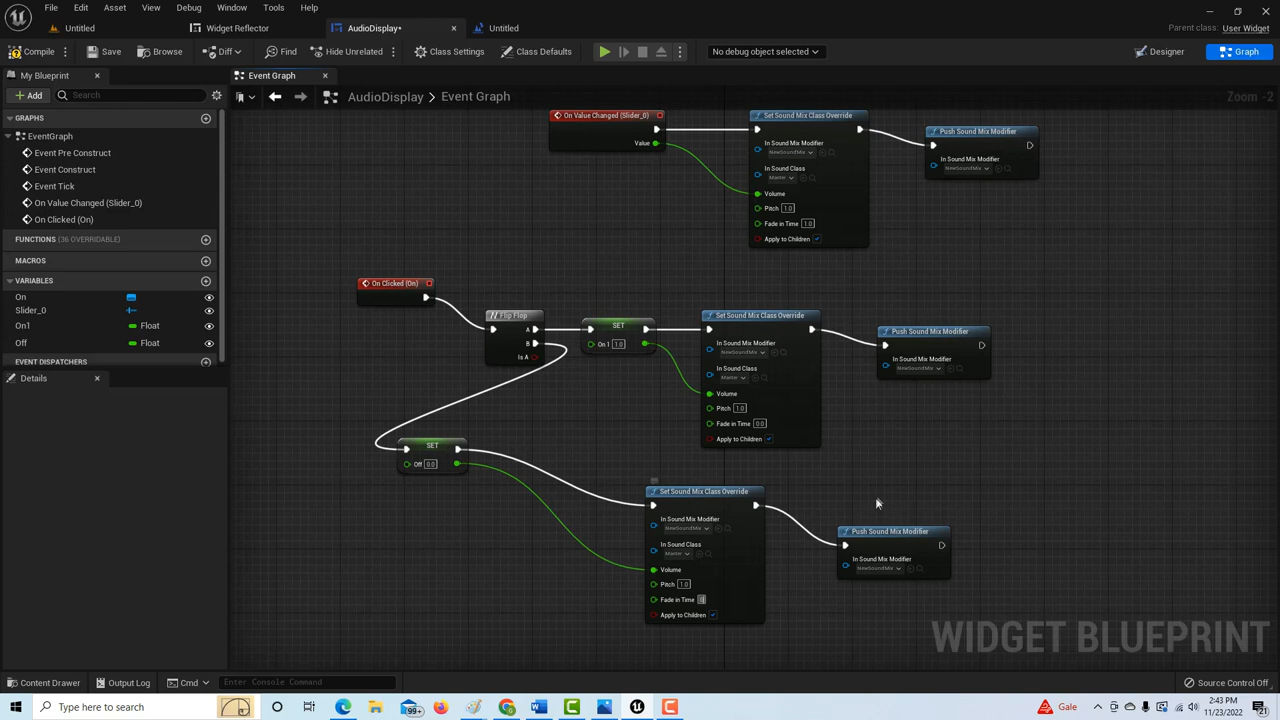 File Edit Asset View Debug Window Tools Help
Parent class: User Widget
Untitled
Widget Reflector
AudioDisplay*
Untitled
Compile
Save
Browse
Diff
Find
Hide Unrelated
Class Settings
Class Defaults
No debug object selected
Designer
Graph
My Blueprint
Event Graph
Add
Search
AudioDisplay > Event Graph
Zoom -2
GRAPHS
EventGraph
Event Pre Construct
Event Construct
Event Tick
On Value Changed (Slider_0)
On Clicked (On)
FUNCTIONS (36 OVERRIDABLE)
MACROS
VARIABLES
On
Slider_0
On1 Float
Off Float
EVENT DISPATCHERS
Details
On Value Changed (Slider_0)
Value
Set Sound Mix Class Override
In Sound Mix Modifier
NewSoundMix
In Sound Class
Master
Volume
Pitch 1.0
Fade in Time 1.0
Apply to Children
Push Sound Mix Modifier
In Sound Mix Modifier
NewSoundMix
On Clicked (On)
Flip Flop
A
B
Is A
SET
On 1 1.0
Set Sound Mix Class Override
In Sound Mix Modifier
NewSoundMix
In Sound Class
Master
Volume
Pitch 1.0
Fade in Time 0.0
Apply to Children
Push Sound Mix Modifier
In Sound Mix Modifier
NewSoundMix
SET
Off 0.0
Set Sound Mix Class Override
In Sound Mix Modifier
NewSoundMix
In Sound Class
Master
Volume
Pitch 1.0
Fade in Time
Apply to Children
Push Sound Mix Modifier
In Sound Mix Modifier
NewSoundMix
WIDGET BLUEPRINT
Content Drawer
Output Log
Cmd
Enter Console Command
Source Control Off
Type here to search
99+
Gale
2:43 PM
11/23/2022
21